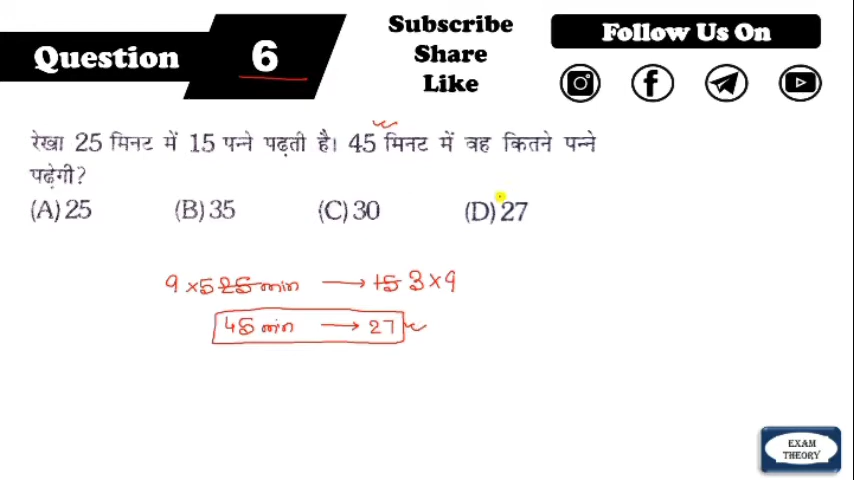 Question 6
Subscribe
Share
Like
Follow Us On
रेखा 25 मिनट में 15 पन्ने पढ़ती है। 45 मिनट में वह कितने पन्ने
पढ़ेगी?
(A) 25 (B) 35 (C) 30 (D) 27
9 × 5 25 min → 15 3 × 9
45 min → 27
EXAM
THEORY